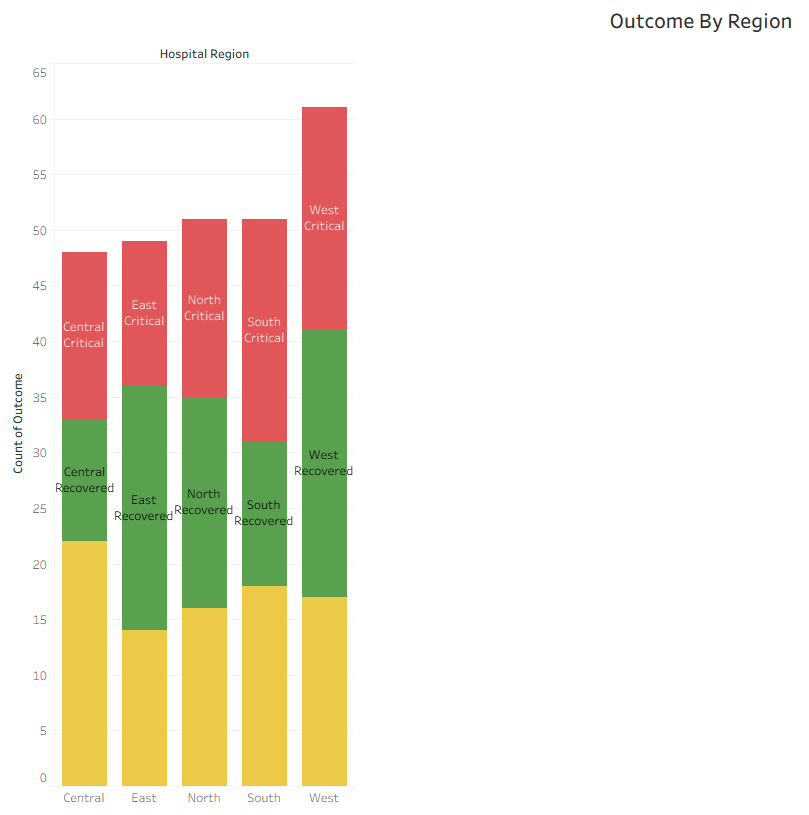 Outcome By Region
Hospital Region
65
60
55
50
45
40
35
30
25
20
15
10
5
0
Count of Outcome
Central
Critical
East
Critical
North
Critical
South
Critical
West
Critical
Central
Recovered
East
Recovered
North
Recovered
South
Recovered
West
Recovered
Central East North South West